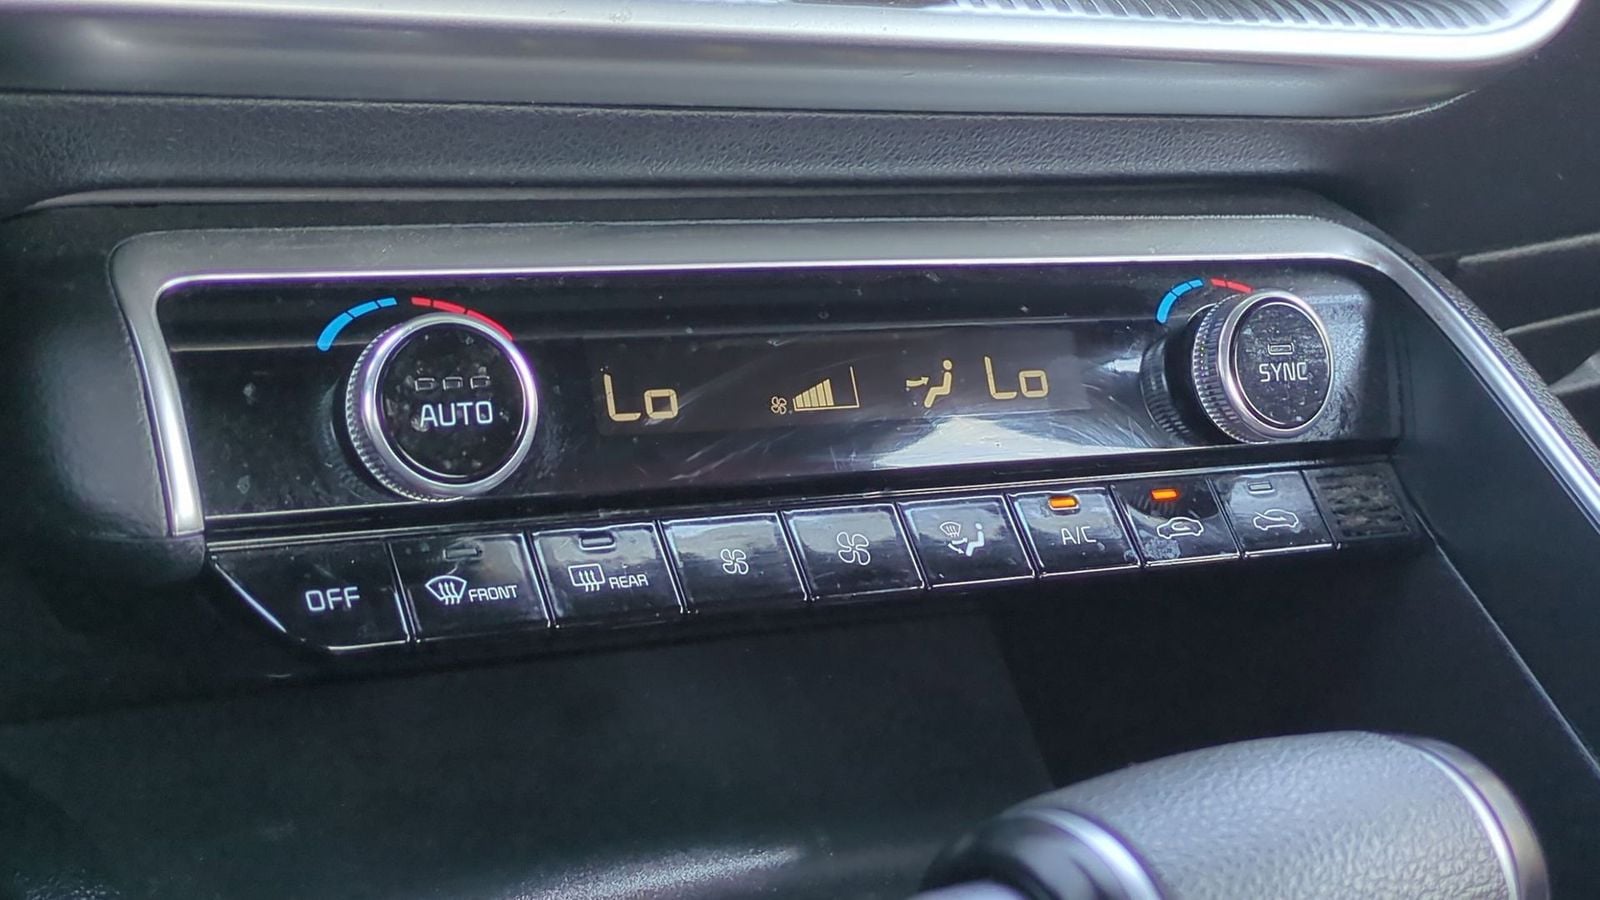 AUTO
Lo
Lo
SYNC
OFF
FRONT
REAR
A/C